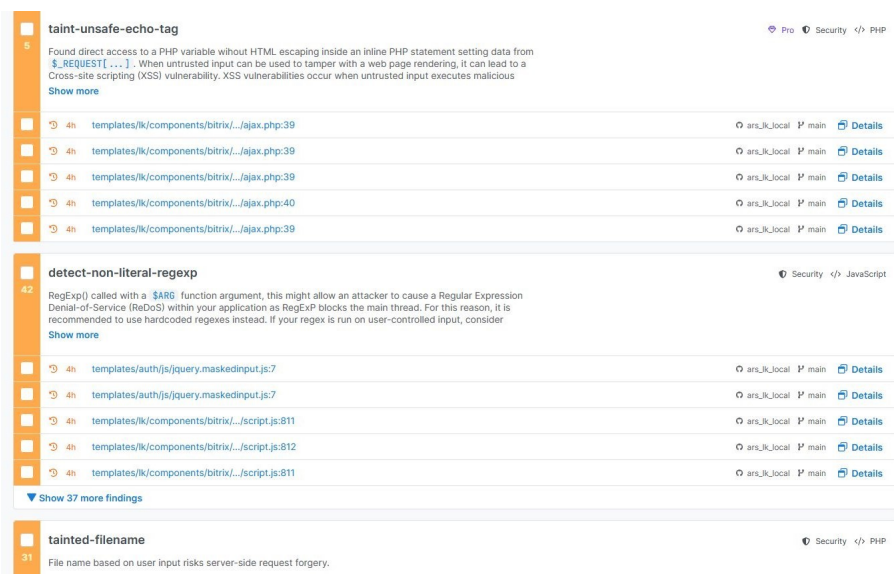 taint-unsafe-echo-tag
Pro Security </> PHP
5
Found direct access to a PHP variable wihout HTML escaping inside an inline PHP statement setting data from
$_REQUEST[...] . When untrusted input can be used to tamper with a web page rendering, it can lead to a
Cross-site scripting (XSS) vulnerability. XSS vulnerabilities occur when untrusted input executes malicious
Show more
4h templates/lk/components/bitrix/.../ajax.php:39 ars_lk_local main Details
4h templates/lk/components/bitrix/.../ajax.php:39 ars_lk_local main Details
4h templates/lk/components/bitrix/.../ajax.php:39 ars_lk_local main Details
4h templates/lk/components/bitrix/.../ajax.php:40 ars_lk_local main Details
4h templates/lk/components/bitrix/.../ajax.php:39 ars_lk_local main Details
detect-non-literal-regexp
Security </> JavaScript
42
RegExp() called with a $ARG function argument, this might allow an attacker to cause a Regular Expression
Denial-of-Service (ReDoS) within your application as RegExP blocks the main thread. For this reason, it is
recommended to use hardcoded regexes instead. If your regex is run on user-controlled input, consider
Show more
4h templates/auth/js/jquery.maskedinput.js:7 ars_lk_local main Details
4h templates/auth/js/jquery.maskedinput.js:7 ars_lk_local main Details
4h templates/lk/components/bitrix/.../script.js:811 ars_lk_local main Details
4h templates/lk/components/bitrix/.../script.js:812 ars_lk_local main Details
4h templates/lk/components/bitrix/.../script.js:811 ars_lk_local main Details
Show 37 more findings
tainted-filename
Security </> PHP
31
File name based on user input risks server-side request forgery.